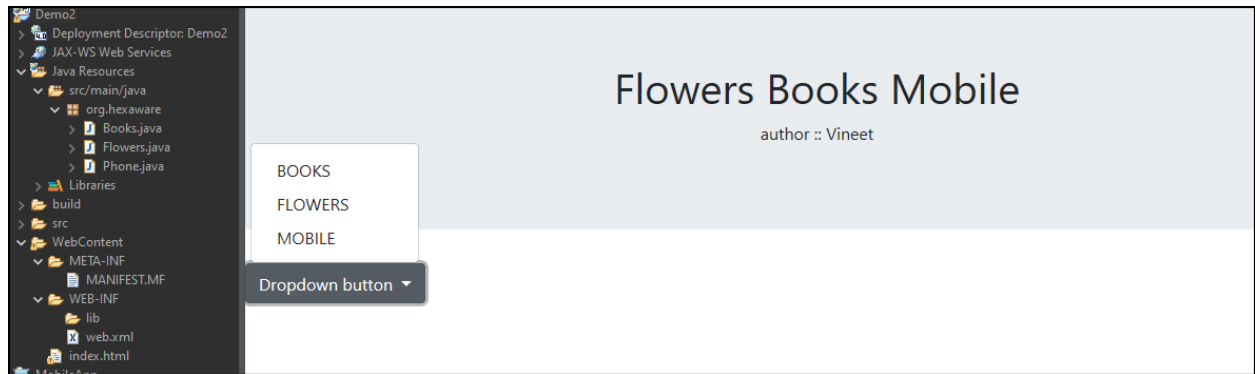 Demo2
Deployment Descriptor: Demo2
JAX-WS Web Services
Java Resources
src/main/java
org.hexaware
Books.java
Flowers.java
Phone.java
Libraries
build
src
WebContent
META-INF
MANIFEST.MF
WEB-INF
lib
web.xml
index.html
Flowers Books Mobile
author :: Vineet
BOOKS
FLOWERS
MOBILE
Dropdown button